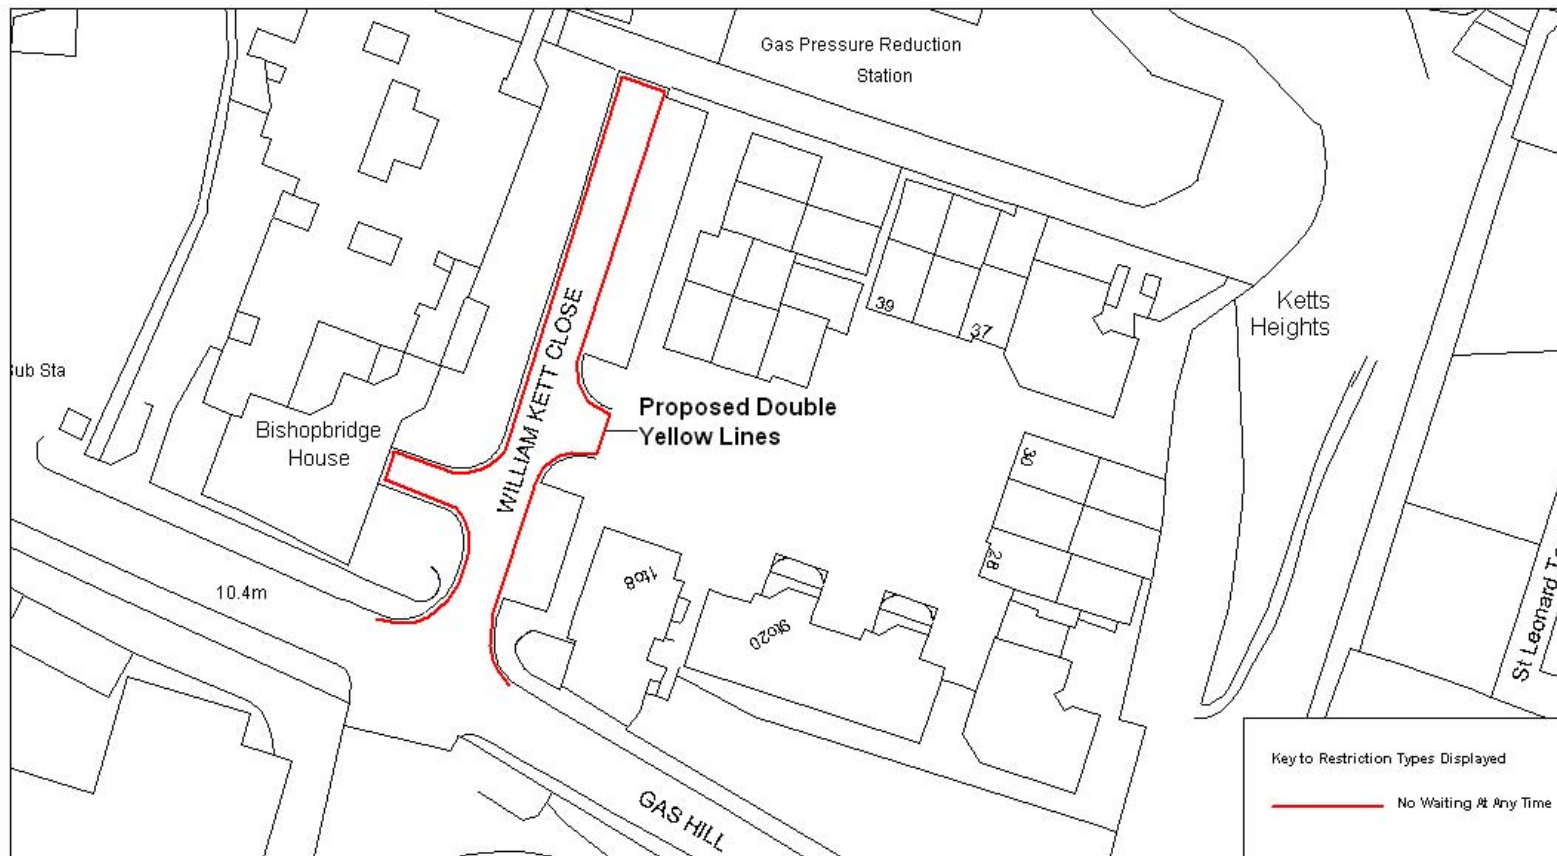 Gas Pressure Reduction
Station
Ketts
Heights
39
37
WILLIAM KETT CLOSE
ub Sta
Proposed Double
Yellow Lines
Bishopbridge
House
30
28
1to8
10.4m
9to20
St Leonard
GAS HILL
Key to Restriction Types Displayed
No Waiting At Any Time